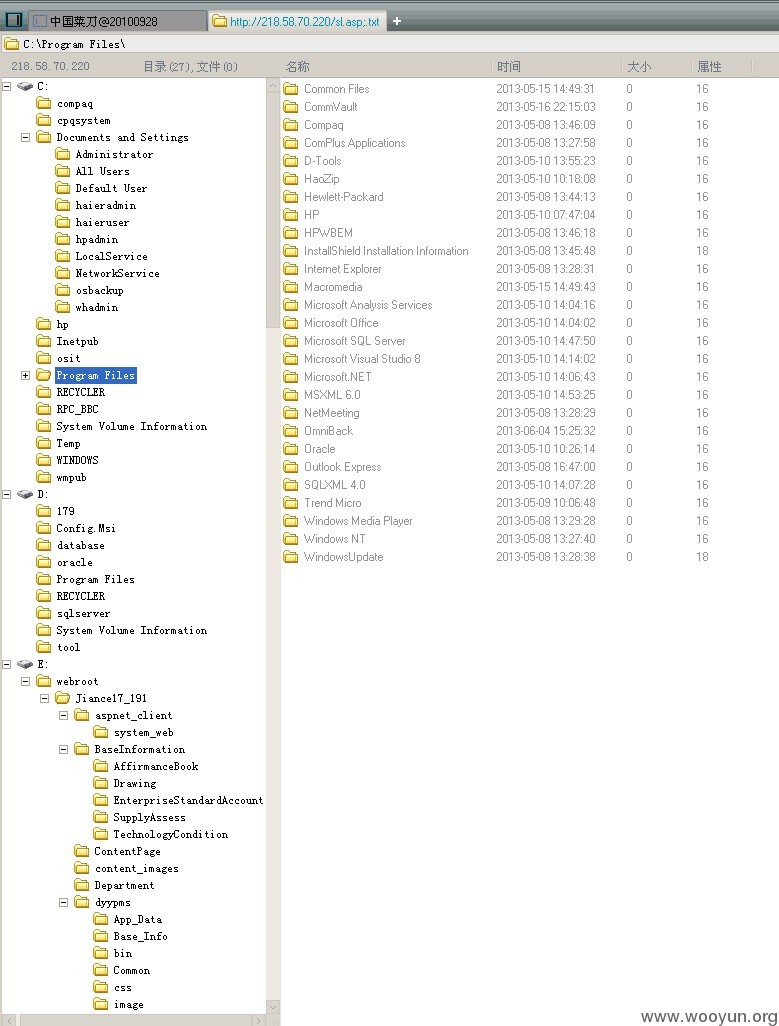 中国菜刀@20100928
http://218.58.70.220/sl.asp;.txt
+
C:\Program Files\
218.58.70.220 目录(27),文件(0)
名称 时间 大小 属性
C:
compaq
cpqsystem
Documents and Settings
Administrator
All Users
Default User
haieradmin
haieruser
hpadmin
LocalService
NetworkService
osbackup
whadmin
hp
Inetpub
osit
Program Files
RECYCLER
RPC_BBC
System Volume Information
Temp
WINDOWS
wmpub
D:
179
Config.Msi
database
oracle
Program Files
RECYCLER
sqlserver
System Volume Information
tool
E:
webroot
Jiance17_191
aspnet_client
system_web
BaseInformation
AffirmanceBook
Drawing
EnterpriseStandardAccount
SupplyAssess
TechnologyCondition
ContentPage
content_images
Department
dyypms
App_Data
Base_Info
bin
Common
css
image
Common Files 2013-05-15 14:49:31 0 16
CommVault 2013-05-16 22:15:03 0 16
Compaq 2013-05-08 13:46:09 0 16
ComPlus Applications 2013-05-08 13:27:58 0 16
D-Tools 2013-05-10 13:55:23 0 16
HaoZip 2013-05-10 10:18:08 0 16
Hewlett-Packard 2013-05-08 13:44:13 0 16
HP 2013-05-10 07:47:04 0 16
HPWBEM 2013-05-08 13:46:18 0 16
InstallShield Installation Information 2013-05-08 13:45:48 0 18
Internet Explorer 2013-05-08 13:28:31 0 16
Macromedia 2013-05-15 14:49:43 0 16
Microsoft Analysis Services 2013-05-10 14:04:16 0 16
Microsoft Office 2013-05-10 14:04:02 0 16
Microsoft SQL Server 2013-05-10 14:47:50 0 16
Microsoft Visual Studio 8 2013-05-10 14:14:02 0 16
Microsoft.NET 2013-05-10 14:06:43 0 16
MSXML 6.0 2013-05-10 14:53:25 0 16
NetMeeting 2013-05-08 13:28:29 0 16
OmniBack 2013-06-04 15:25:32 0 16
Oracle 2013-05-10 10:26:14 0 16
Outlook Express 2013-05-08 16:47:00 0 16
SQLXML 4.0 2013-05-10 14:07:28 0 16
Trend Micro 2013-05-09 10:06:48 0 16
Windows Media Player 2013-05-08 13:29:28 0 16
Windows NT 2013-05-08 13:27:40 0 16
WindowsUpdate 2013-05-08 13:28:38 0 18
www.wooyun.org